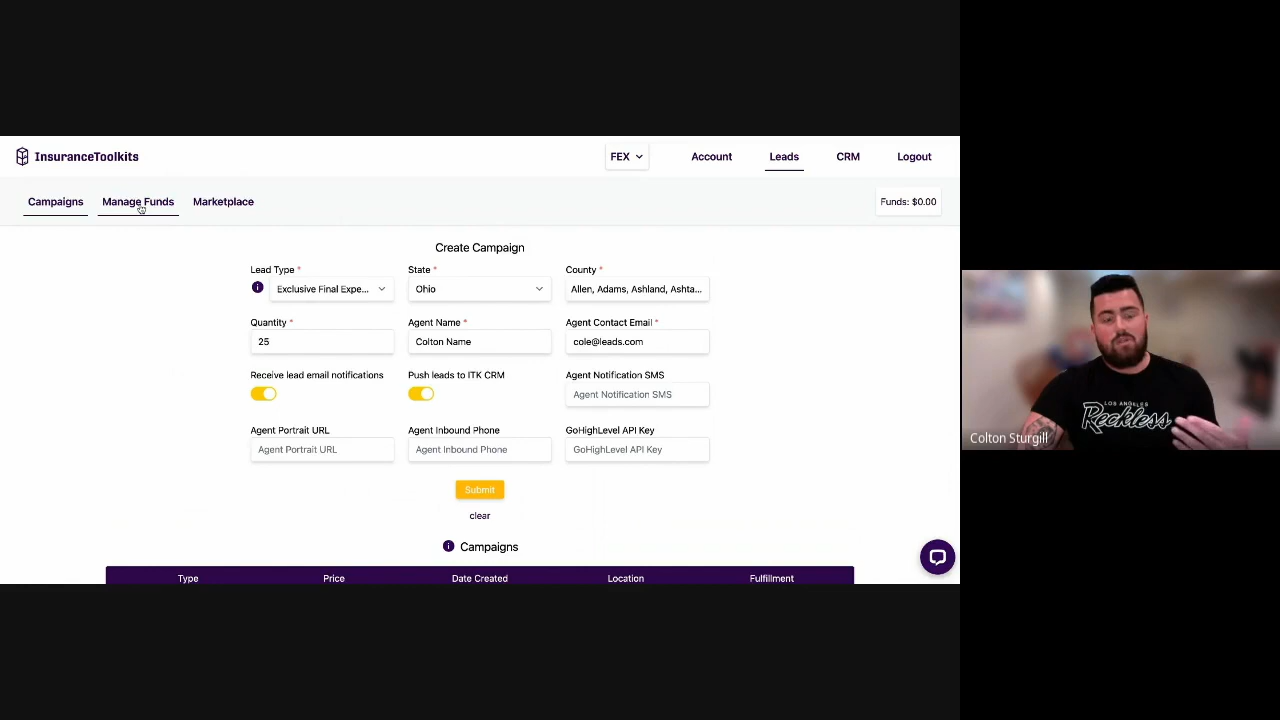 InsuranceToolkits
FEX
Account
Leads
CRM
Logout
Campaigns
Manage Funds
Marketplace
Funds: $0.00
Create Campaign
Lead Type *
State *
County *
Exclusive Final Expe...
Ohio
Allen, Adams, Ashland, Ashta...
Quantity *
Agent Name *
Agent Contact Email *
25
Colton Name
cole@leads.com
Receive lead email notifications
Push leads to ITK CRM
Agent Notification SMS
Agent Notification SMS
Agent Portrait URL
Agent Inbound Phone
GoHighLevel API Key
Agent Portrait URL
Agent Inbound Phone
GoHighLevel API Key
Submit
clear
Campaigns
Type
Price
Date Created
Location
Fulfillment
LOS ANGELES
Reckless
Colton Sturgill